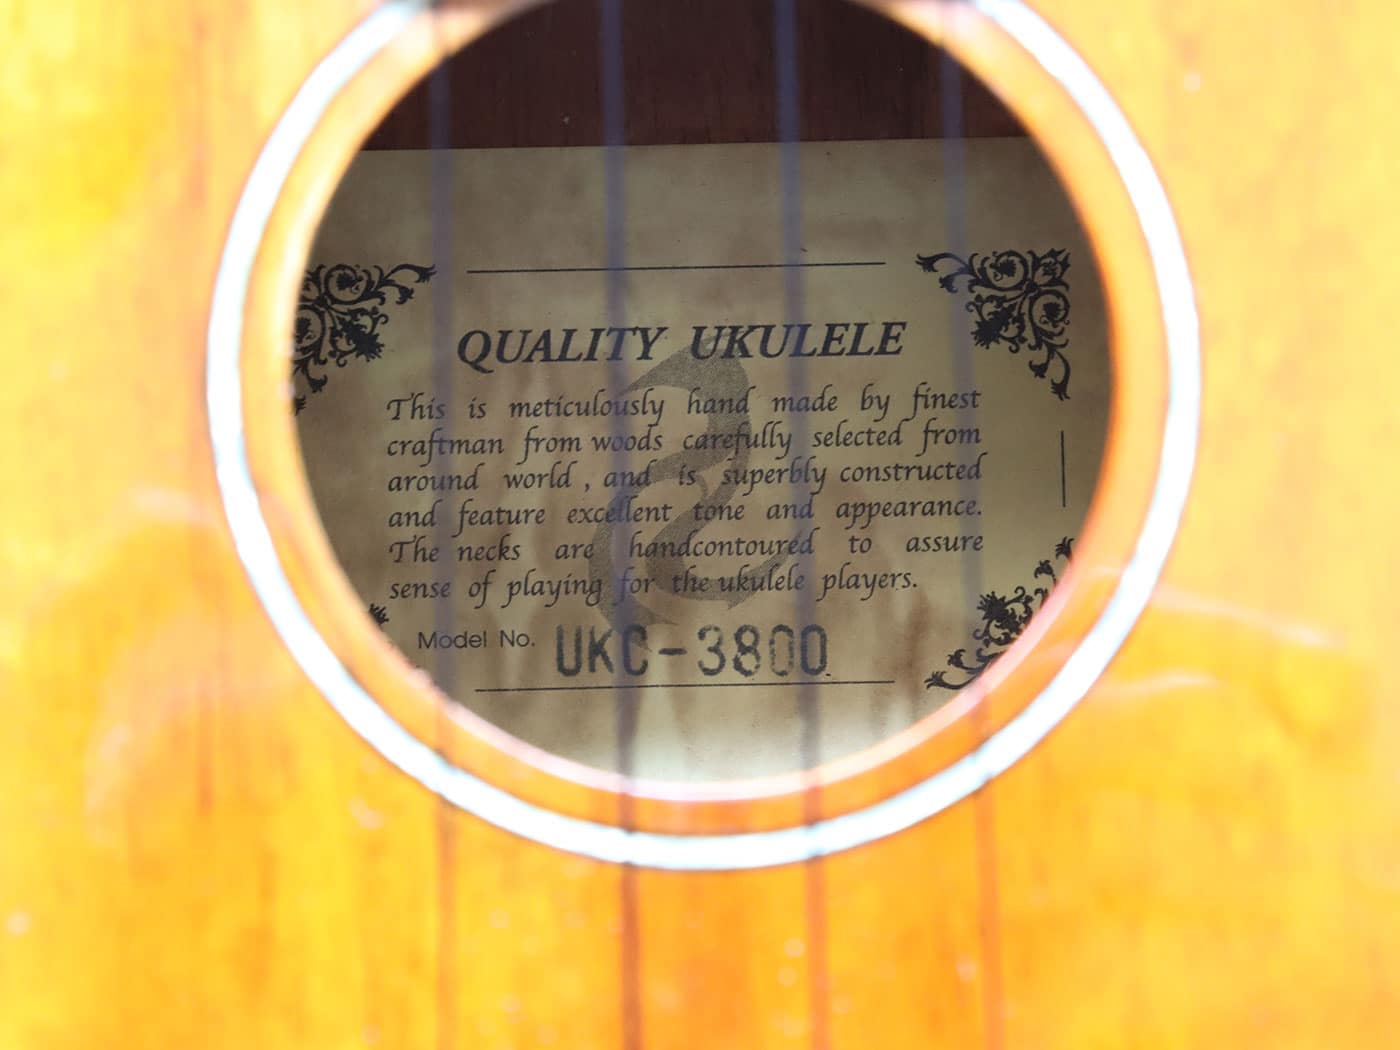 QUALITY UKULELE
This is meticulously hand made by finest
craftman from woods carefully selected from
around world , and is superbly constructed
and feature excellent tone and appearance.
The necks are handcontoured to assure
sense of playing for the ukulele players.
Model No. UKC-3800